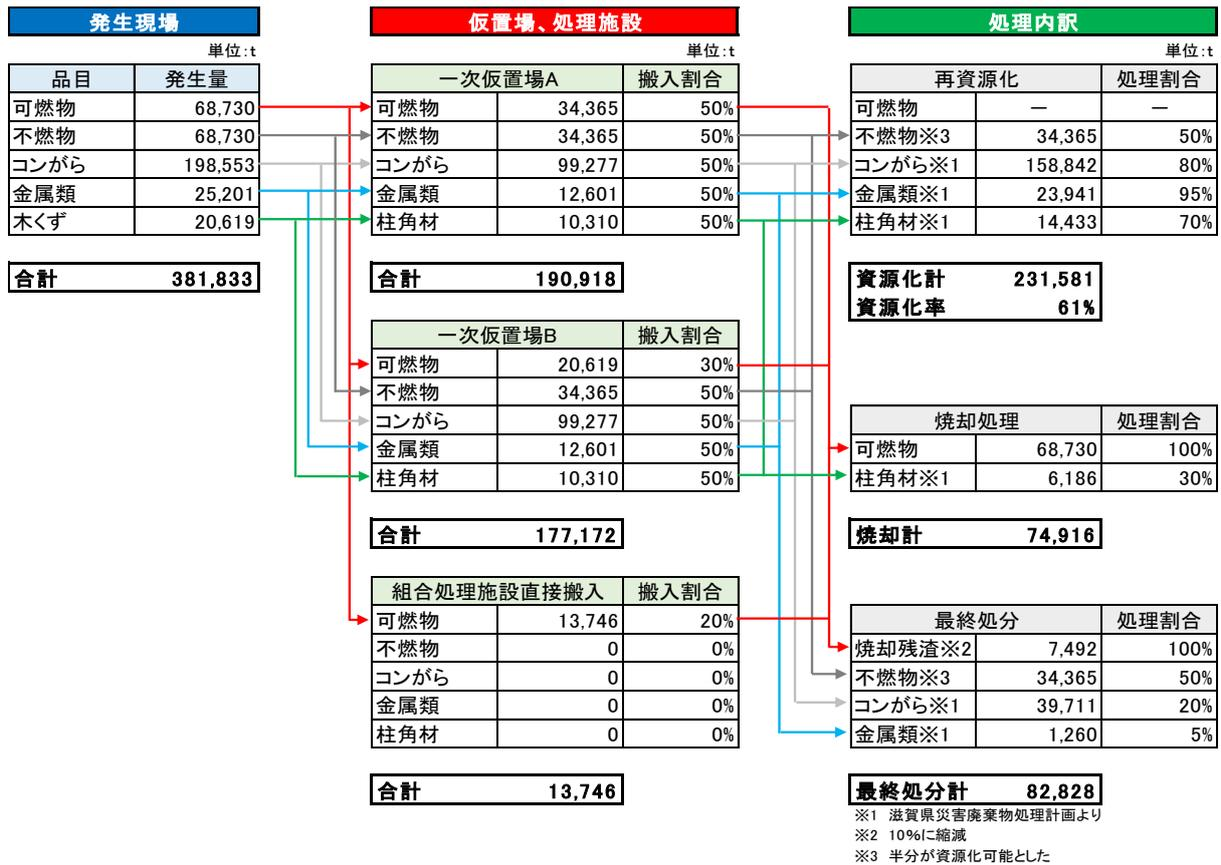 発生現場
単位:t
品目 発生量
可燃物 68,730
不燃物 68,730
コンがら 198,553
金属類 25,201
木くず 20,619
合計 381,833
仮置場、処理施設
単位:t
一次仮置場A 搬入割合
可燃物 34,365 50%
不燃物 34,365 50%
コンがら 99,277 50%
金属類 12,601 50%
柱角材 10,310 50%
合計 190,918
一次仮置場B 搬入割合
可燃物 20,619 30%
不燃物 34,365 50%
コンがら 99,277 50%
金属類 12,601 50%
柱角材 10,310 50%
合計 177,172
組合処理施設直接搬入 搬入割合
可燃物 13,746 20%
不燃物 0 0%
コンがら 0 0%
金属類 0 0%
柱角材 0 0%
合計 13,746
処理内訳
単位:t
再資源化 処理割合
可燃物 ― ―
不燃物※3 34,365 50%
コンがら※1 158,842 80%
金属類※1 23,941 95%
柱角材※1 14,433 70%
資源化計 231,581
資源化率 61%
焼却処理 処理割合
可燃物 68,730 100%
柱角材※1 6,186 30%
焼却計 74,916
最終処分 処理割合
焼却残渣※2 7,492 100%
不燃物※3 34,365 50%
コンがら※1 39,711 20%
金属類※1 1,260 5%
最終処分計 82,828
※1 滋賀県災害廃棄物処理計画より
※2 10%に縮減
※3 半分が資源化可能とした